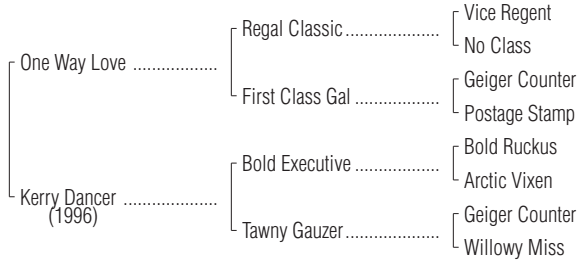 Vice Regent
Regal Classic.....................
No Class
One Way Love .................
Geiger Counter
First Class Gal ...................
Postage Stamp
Bold Ruckus
Bold Executive ...................
Arctic Vixen
Kerry Dancer ...................
(1996)
Geiger Counter
Tawny Gauzer.....................
Willowy Miss